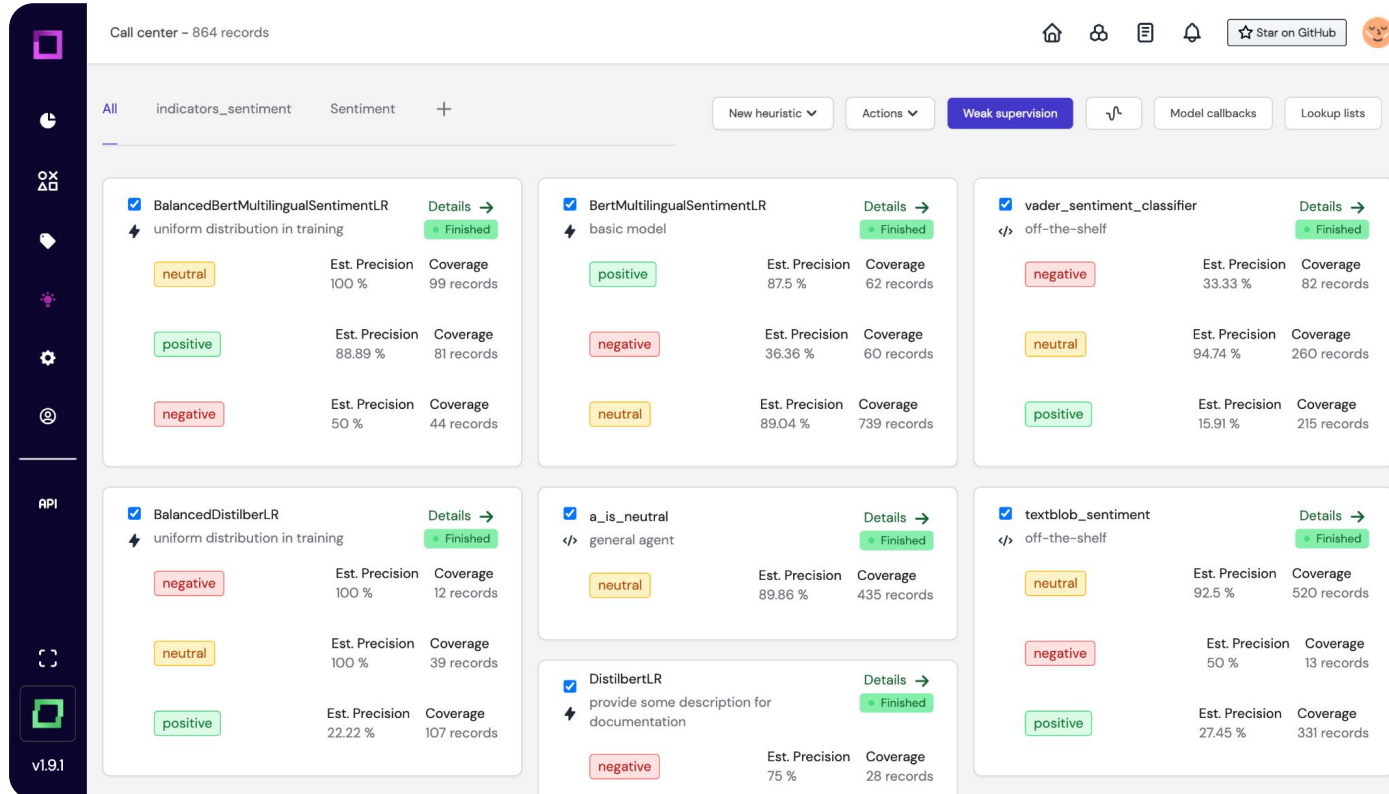 Call center - 864 records
Star on GitHub
All indicators_sentiment Sentiment +
New heuristic Actions Weak supervision Model callbacks Lookup lists
BalancedBertMultilingualSentimentLR Details →
uniform distribution in training Finished
neutral Est. Precision Coverage
100 % 99 records
positive Est. Precision Coverage
88.89 % 81 records
negative Est. Precision Coverage
50 % 44 records
BertMultilingualSentimentLR Details →
basic model Finished
positive Est. Precision Coverage
87.5 % 62 records
negative Est. Precision Coverage
36.36 % 60 records
neutral Est. Precision Coverage
89.04 % 739 records
vader_sentiment_classifier Details →
</> off-the-shelf Finished
negative Est. Precision Coverage
33.33 % 82 records
neutral Est. Precision Coverage
94.74 % 260 records
positive Est. Precision Coverage
15.91 % 215 records
BalancedDistilberLR Details →
uniform distribution in training Finished
negative Est. Precision Coverage
100 % 12 records
neutral Est. Precision Coverage
100 % 39 records
positive Est. Precision Coverage
22.22 % 107 records
a_is_neutral Details →
</> general agent Finished
neutral Est. Precision Coverage
89.86 % 435 records
DistilbertLR Details →
provide some description for Finished
documentation
negative Est. Precision Coverage
75 % 28 records
textblob_sentiment Details →
</> off-the-shelf Finished
neutral Est. Precision Coverage
92.5 % 520 records
negative Est. Precision Coverage
50 % 13 records
positive Est. Precision Coverage
27.45 % 331 records
API
v1.9.1